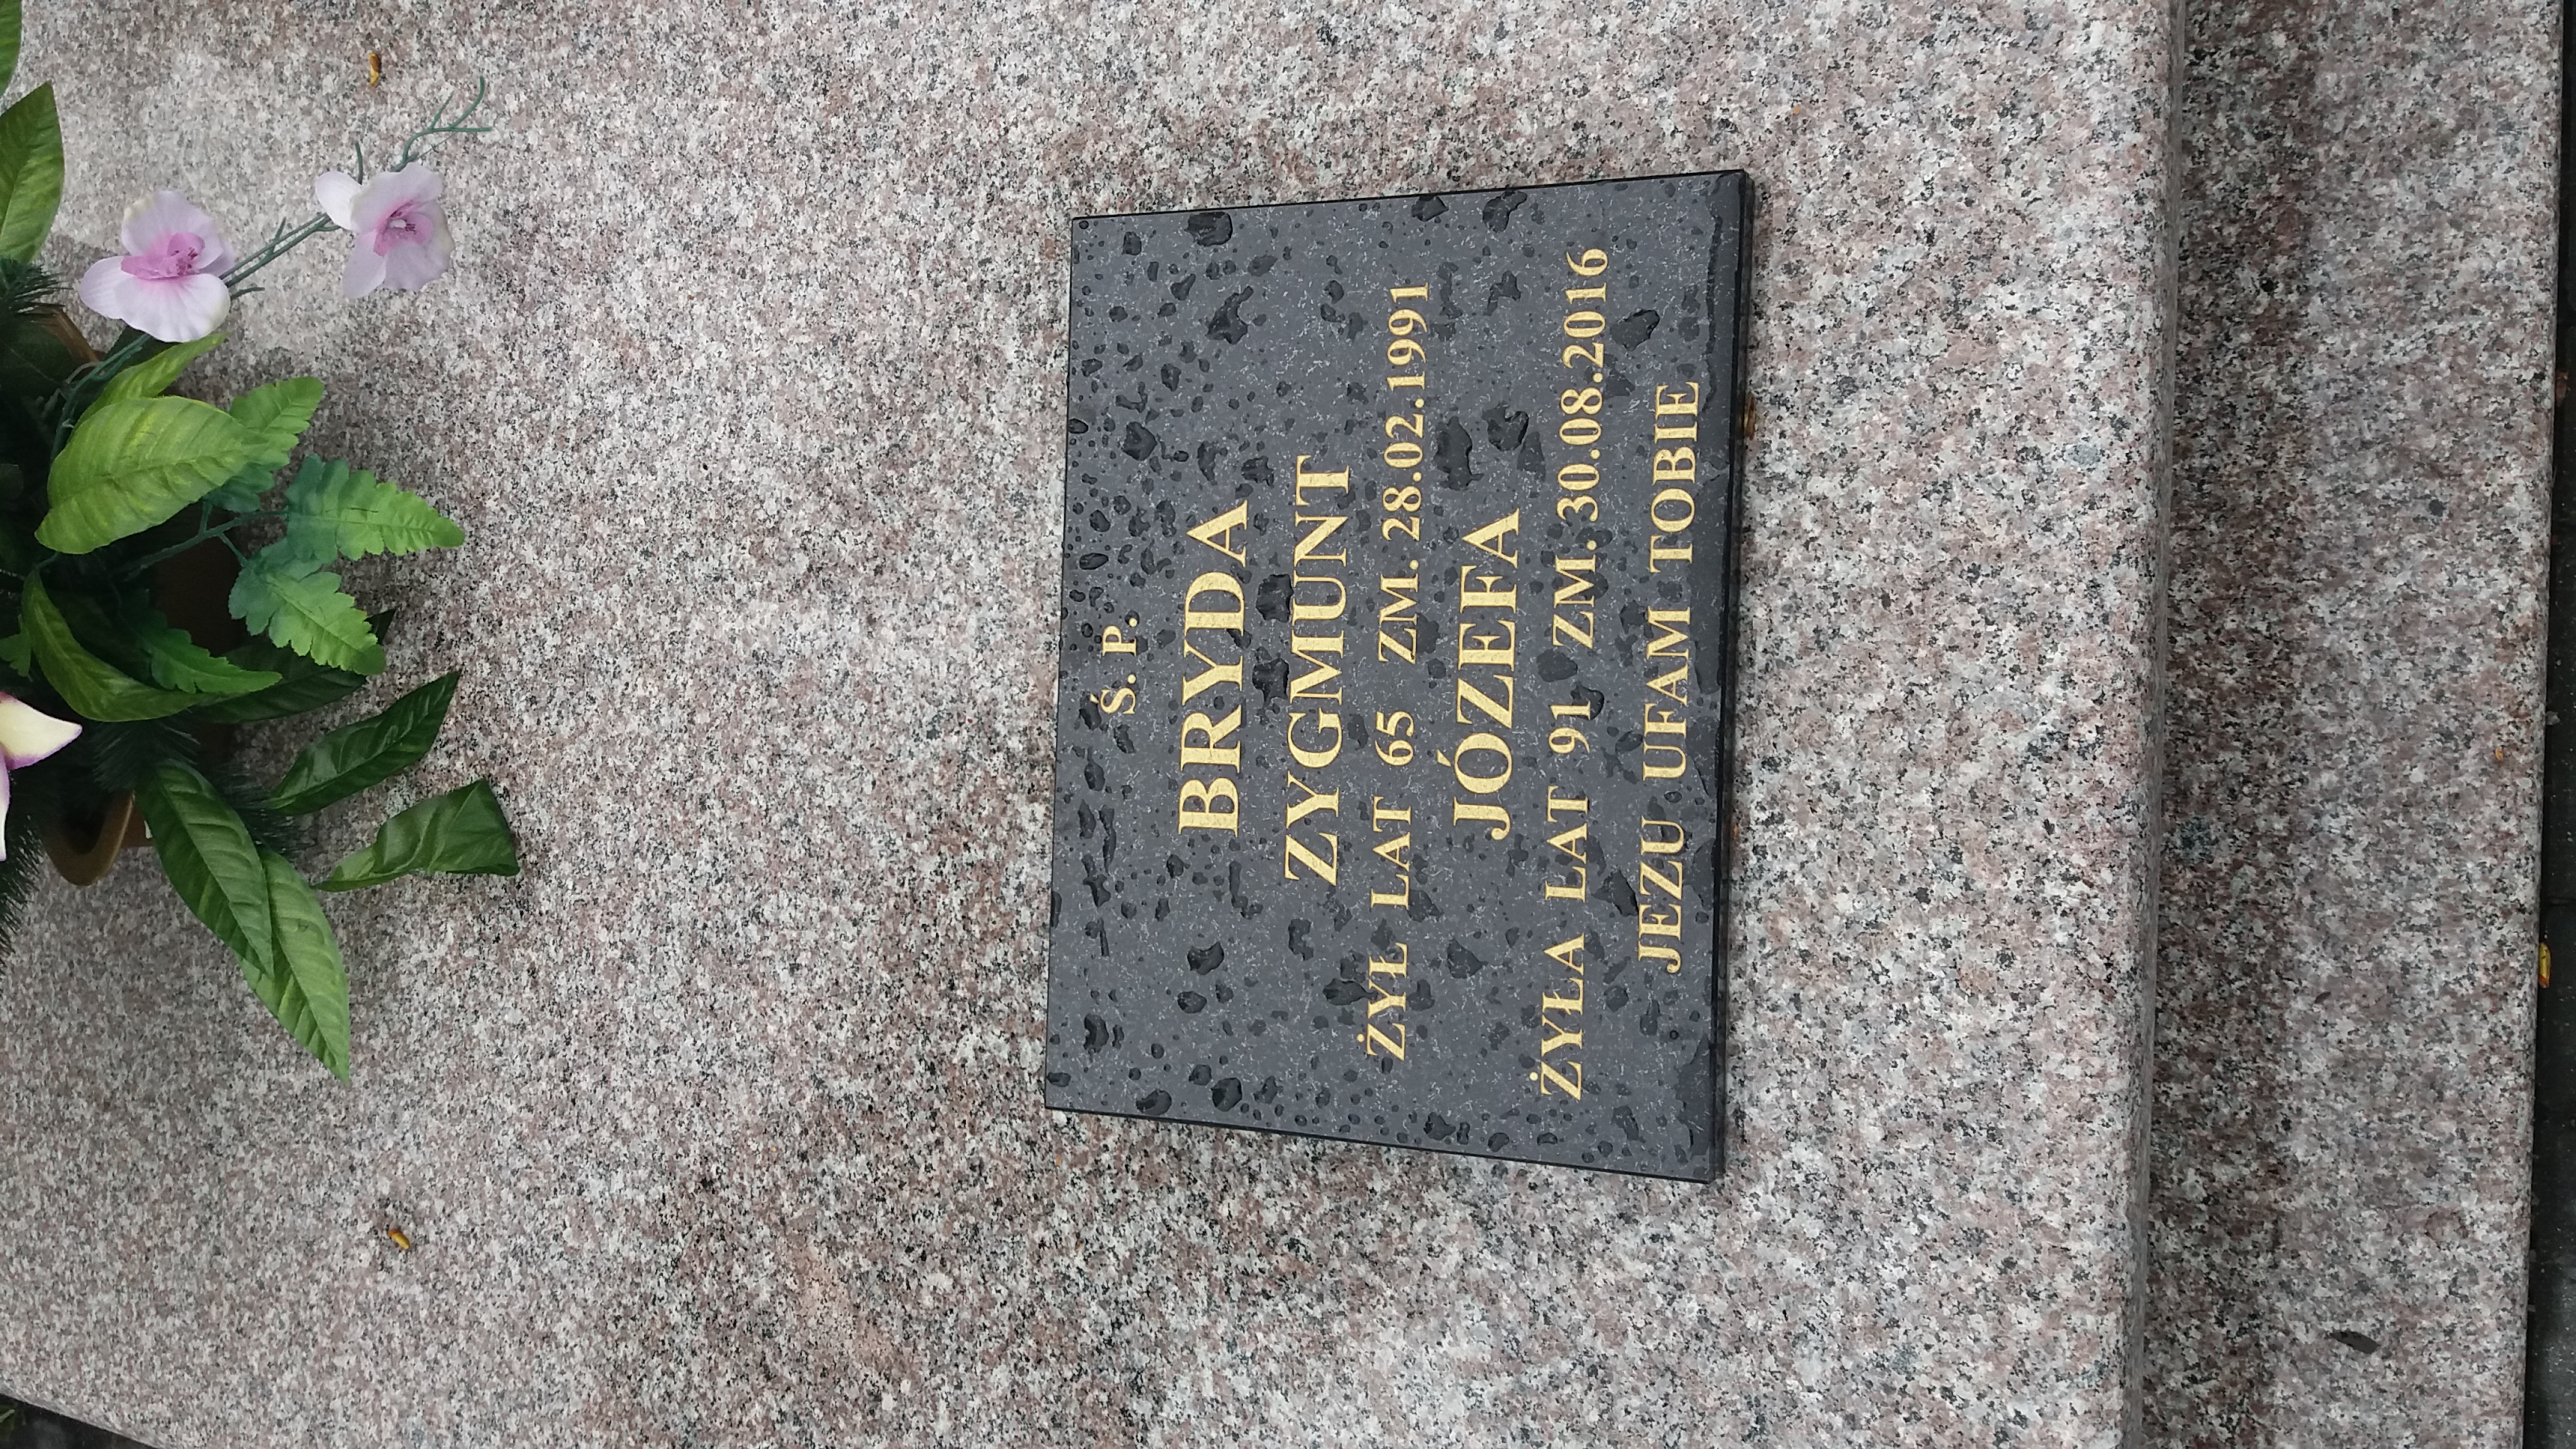 Ś. P.
BRYDA
ZYGMUNT
ŻYŁ LAT 65 ZM. 28.02.1991
JÓZEFA
ŻYŁA LAT 91 ZM. 30.08.2016
JEZU UFAM TOBIE